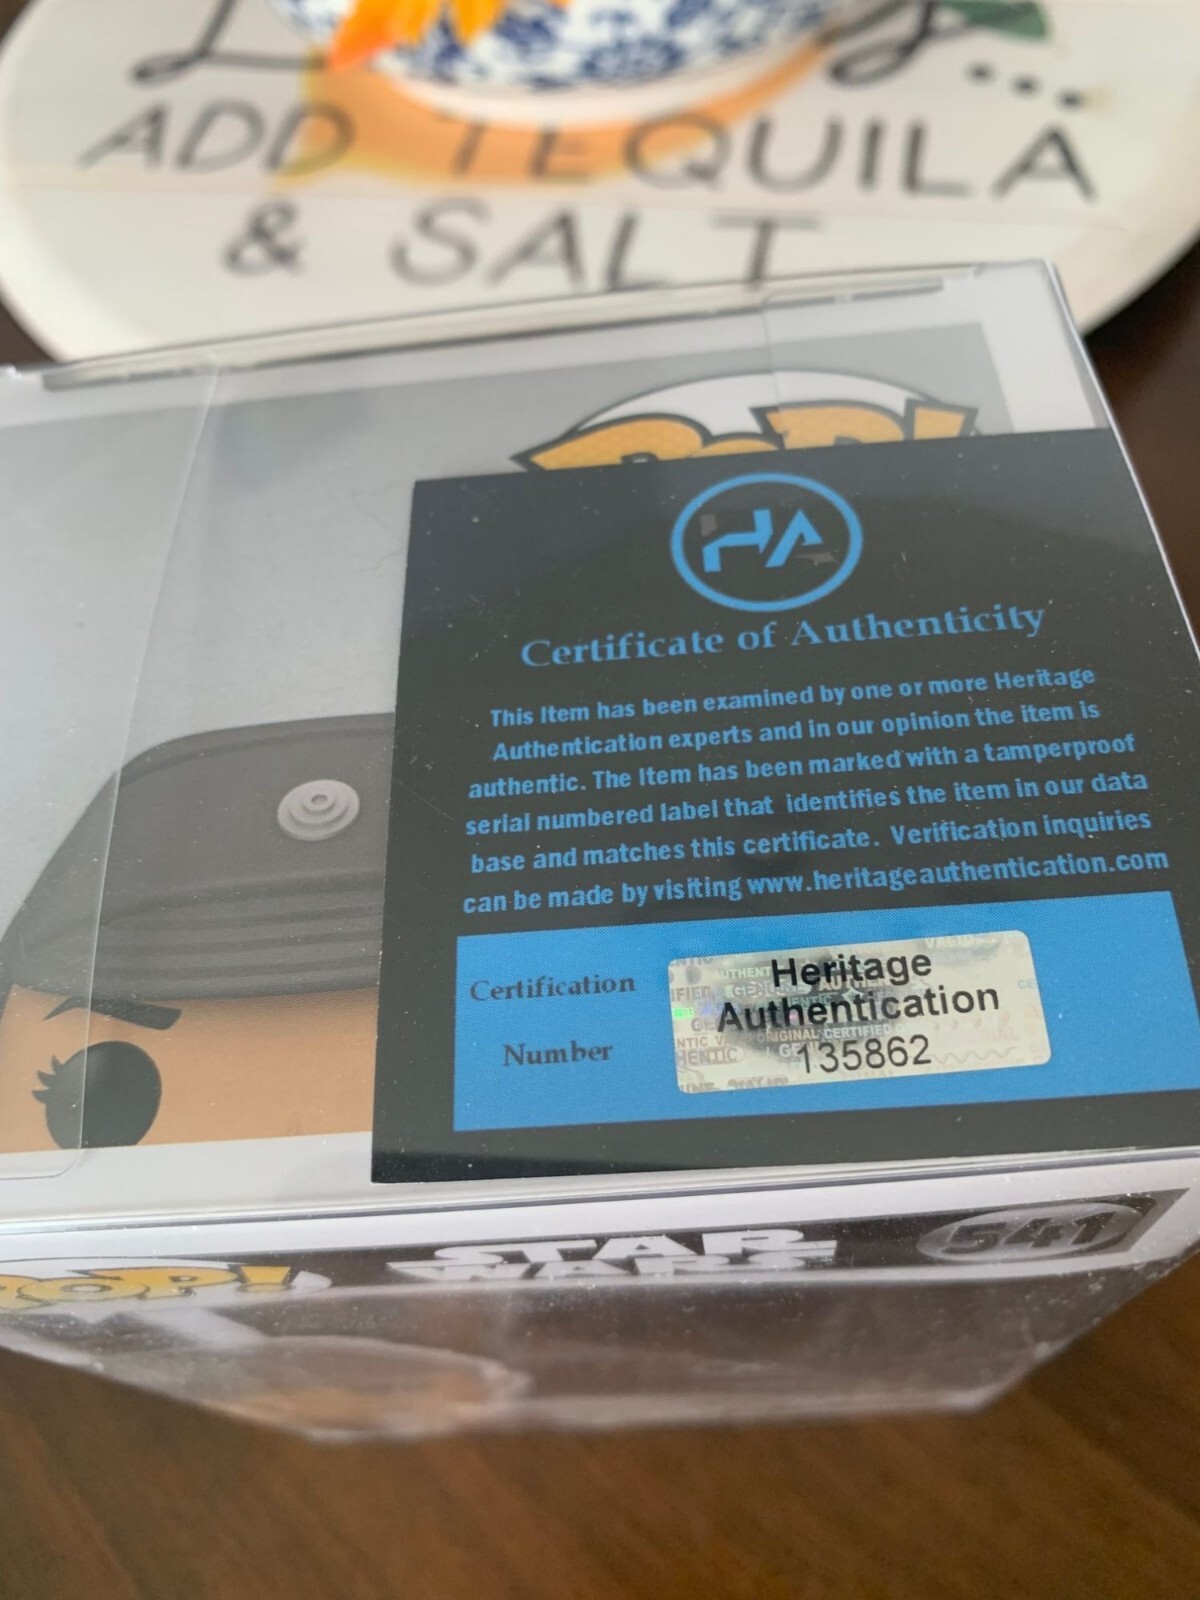 ADD TEQUILA
& SALT
POP!
HA
Certificate of Authenticity
This Item has been examined by one or more Heritage
Authentication experts and in our opinion the item is
authentic. The Item has been marked with a tamperproof
serial numbered label that identifies the item in our data
base and matches this certificate. Verification inquiries
can be made by visiting www.heritageauthentication.com
Certification
Number
Heritage
Authentication
135862
POP!
STAR
WARS
541